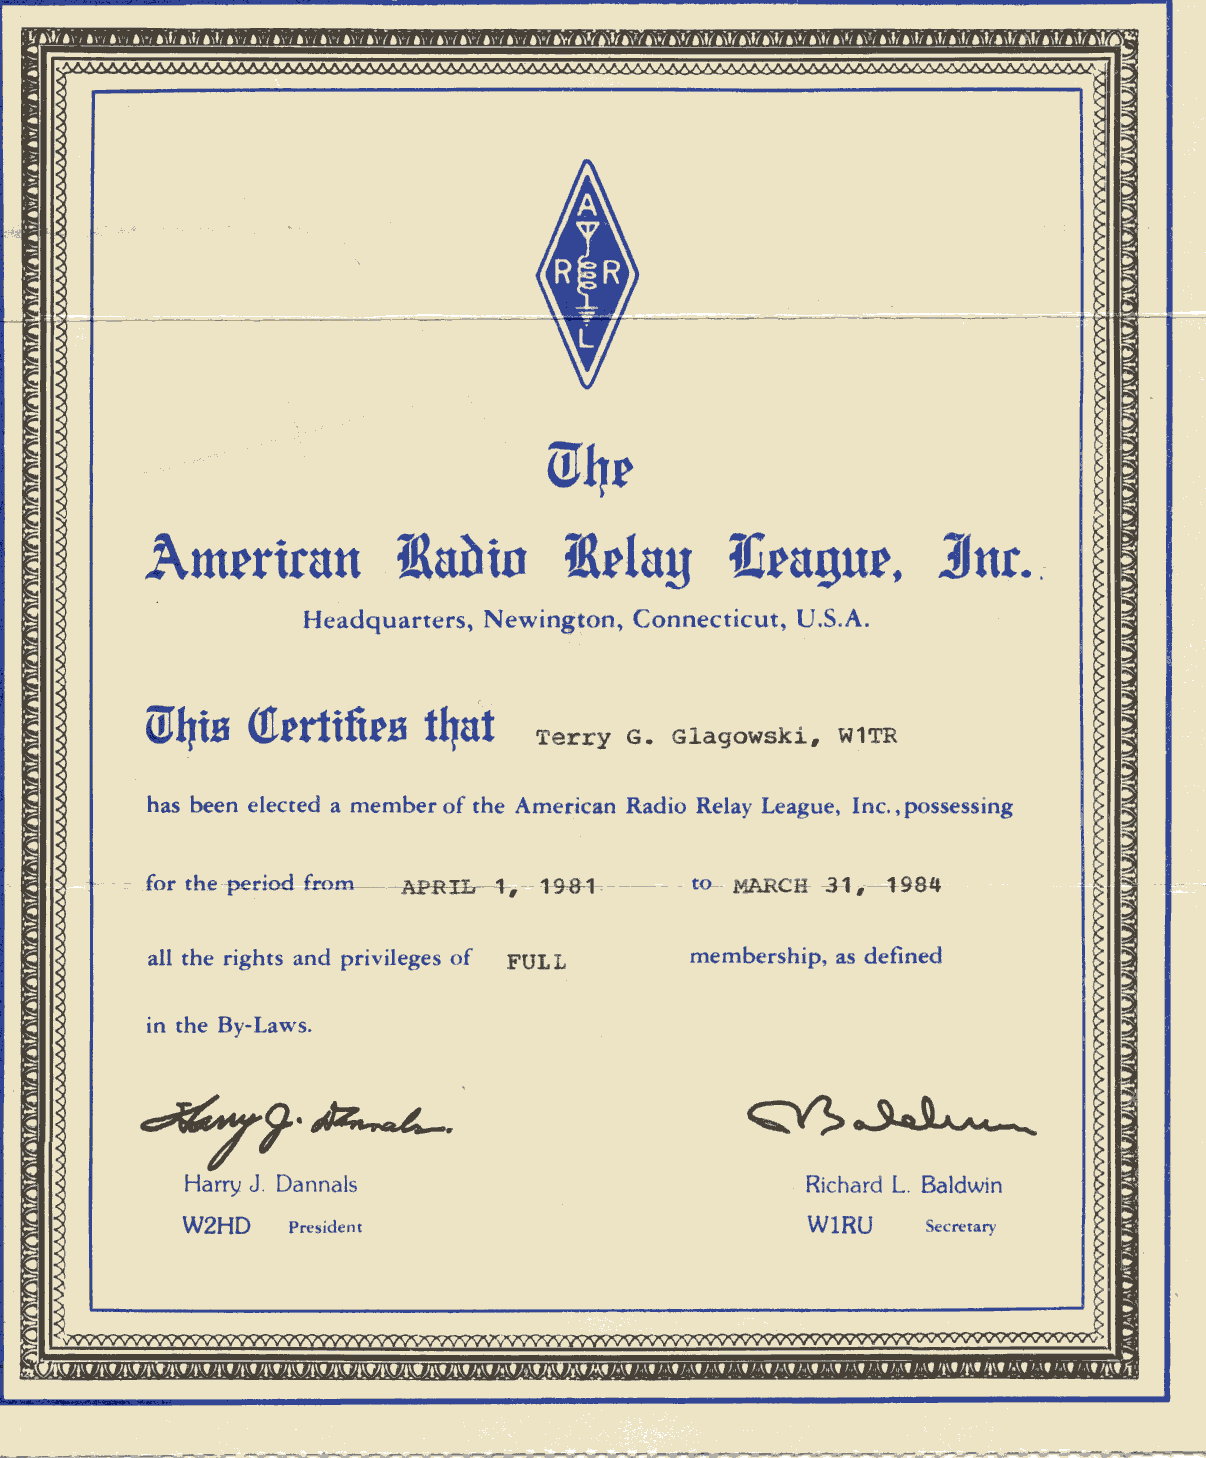 A
R R
L
The
American Radio Relay League, Inc.
Headquarters, Newington, Connecticut, U.S.A.
This Certifies that Terry G. Glagowski, W1TR
has been elected a member of the American Radio Relay League, Inc., possessing
for the period from APRIL 1, 1981 to MARCH 31, 1984
all the rights and privileges of FULL membership, as defined
in the By-Laws.
Harry J. Dannals Baldwin
Harry J. Dannals Richard L. Baldwin
W2HD President W1RU Secretary